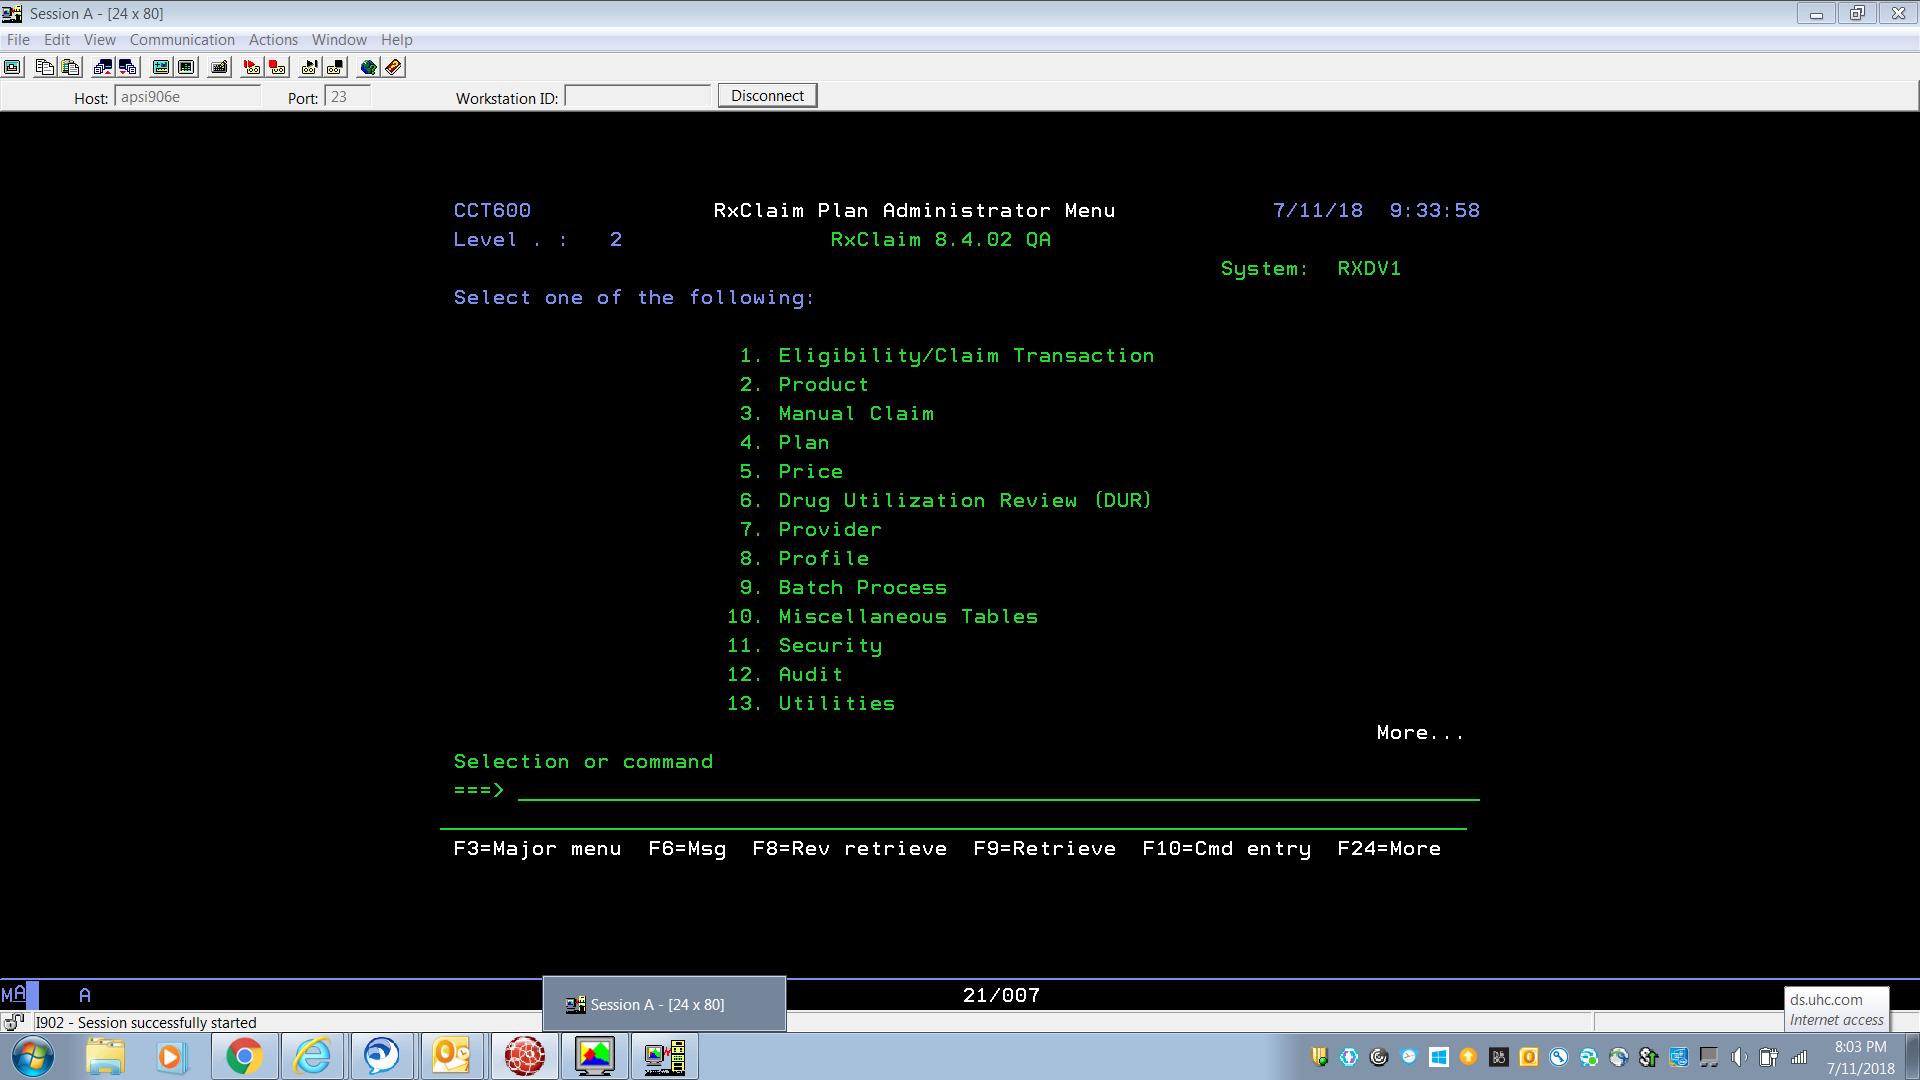 Session A - [24 x 80]
File Edit View Communication Actions Window Help
Host: apsi906e Port: 23 Workstation ID: Disconnect
CCT600 RxClaim Plan Administrator Menu 7/11/18 9:33:58
Level . : 2 RxClaim 8.4.02 QA
System: RXDV1
Select one of the following:
1. Eligibility/Claim Transaction
2. Product
3. Manual Claim
4. Plan
5. Price
6. Drug Utilization Review (DUR)
7. Provider
8. Profile
9. Batch Process
10. Miscellaneous Tables
11. Security
12. Audit
13. Utilities
More...
Selection or command
===>
F3=Major menu F6=Msg F8=Rev retrieve F9=Retrieve F10=Cmd entry F24=More
MA A 21/007
Session A - [24 x 80]
ds.uhc.com
Internet access
I902 - Session successfully started
8:03 PM
7/11/2018